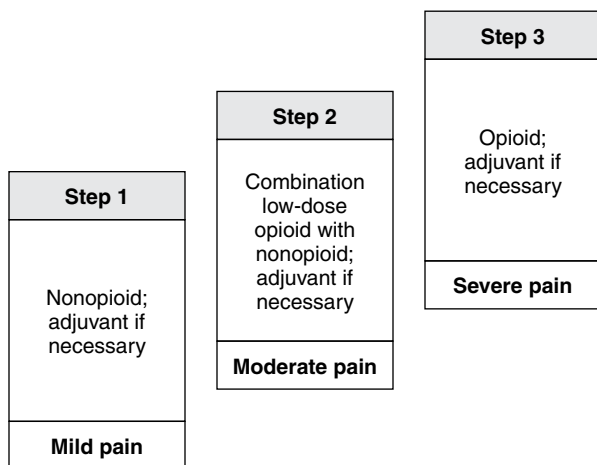 Step 1
Nonopioid;
adjuvant if
necessary
Mild pain
Step 2
Combination
low-dose
opioid with
nonopioid;
adjuvant if
necessary
Moderate pain
Step 3
Opioid;
adjuvant if
necessary
Severe pain